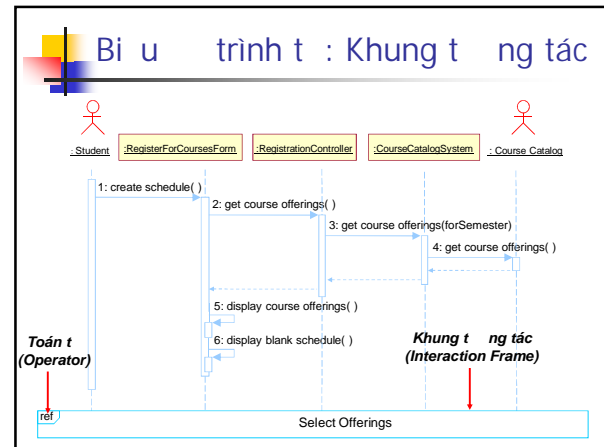 Bi u trình t : Khung t ng tác
: Student
:RegisterForCoursesForm
:RegistrationController
:CourseCatalogSystem
: Course Catalog
1: create schedule( )
2: get course offerings( )
3: get course offerings(forSemester)
4: get course offerings( )
5: display course offerings( )
6: display blank schedule( )
Toán t
(Operator)
Khung t ng tác
(Interaction Frame)
ref
Select Offerings